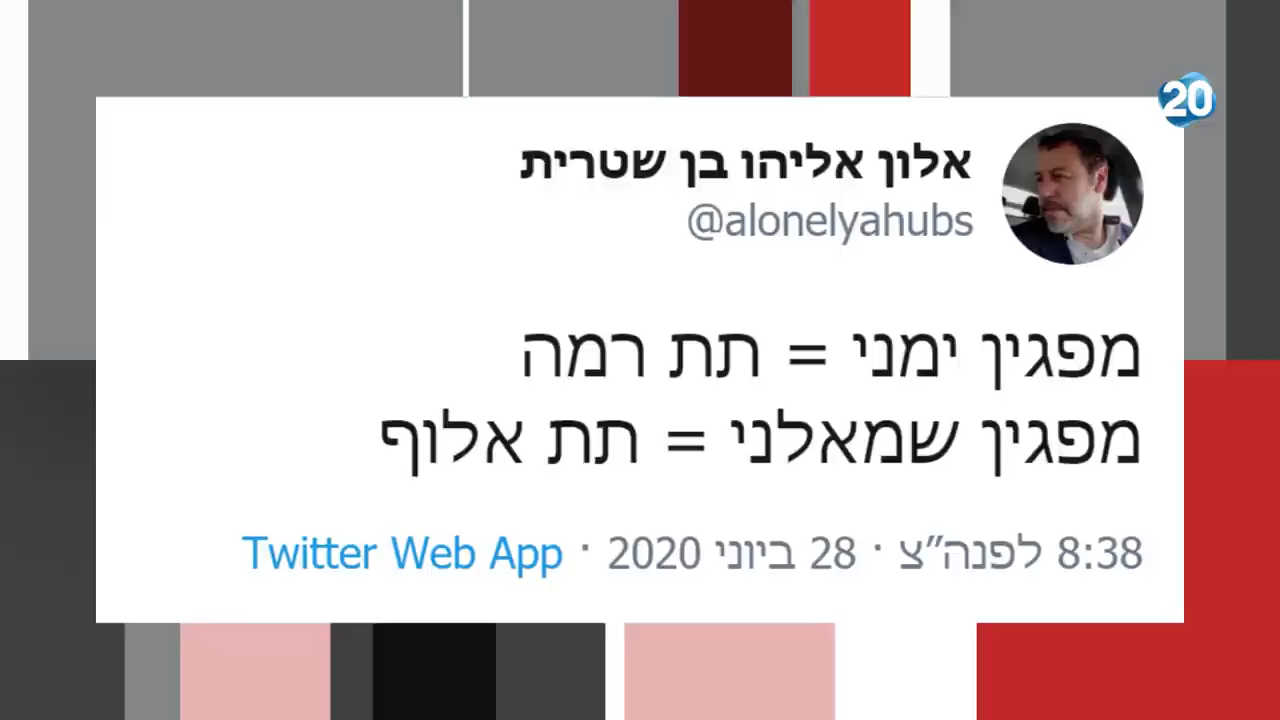 20
אלון אליהו בן שטרית
@alonelyahubs
מפגין ימני = תת רמה
מפגין שמאלני = תת אלוף
8:38 לפנה״צ · 28 ביוני 2020 · Twitter Web App